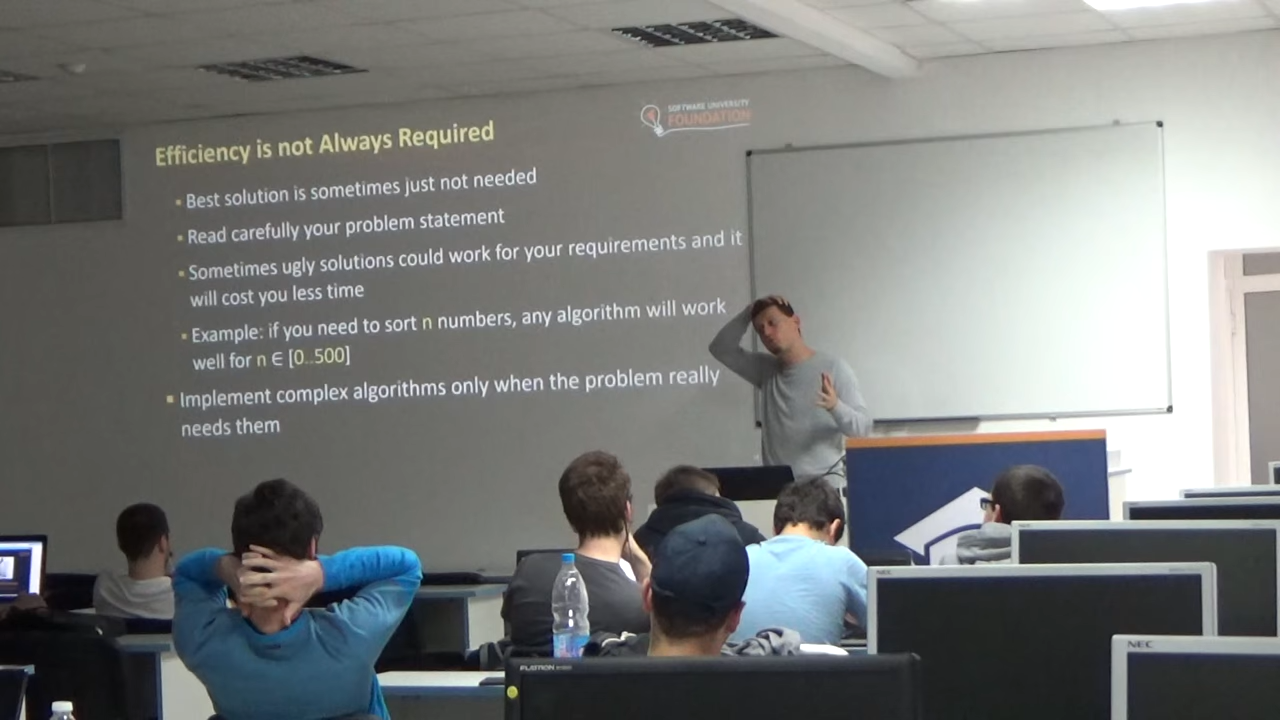 SOFTWARE UNIVERSITY
FOUNDATION
Efficiency is not Always Required
▪ Best solution is sometimes just not needed
▪ Read carefully your problem statement
▪ Sometimes ugly solutions could work for your requirements and it
will cost you less time
▪ Example: if you need to sort n numbers, any algorithm will work
well for n ∈ [0..500]
▪ Implement complex algorithms only when the problem really
needs them
NEC
NEC